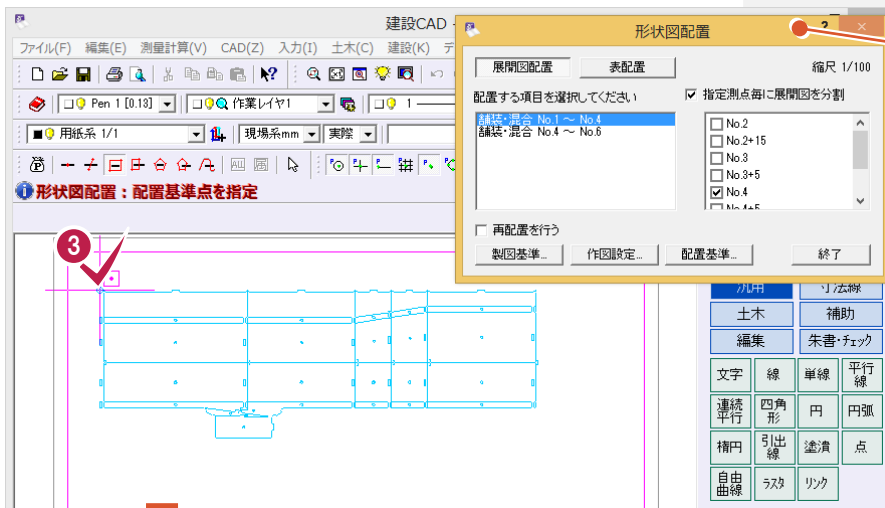 建設CAD -
ファイル(F) 編集(E) 測量計算(V) CAD(Z) 入力(I) 土木(C) 建設(K) デ
Pen 1 [0.13] 作業レイヤ1 1
用紙系 1/1 現場系mm 実際
形状図配置：配置基準点を指定
3
形状図配置
展開図配置 表配置 縮尺 1/100
配置する項目を選択してください
指定測点毎に展開図を分割
舗装・混合 No.1 ～ No.4
舗装・混合 No.4 ～ No.6
No.2
No.2+15
No.3
No.3+5
No.4
No.4+5
再配置を行う
製図基準... 作図設定... 配置基準... 終了
汎用 寸法線
土木 補助
編集 朱書・チェック
文字 線 単線 平行線
連続平行 四角形 円 円弧
楕円 引出線 塗潰 点
自由曲線 ラスタ リンク